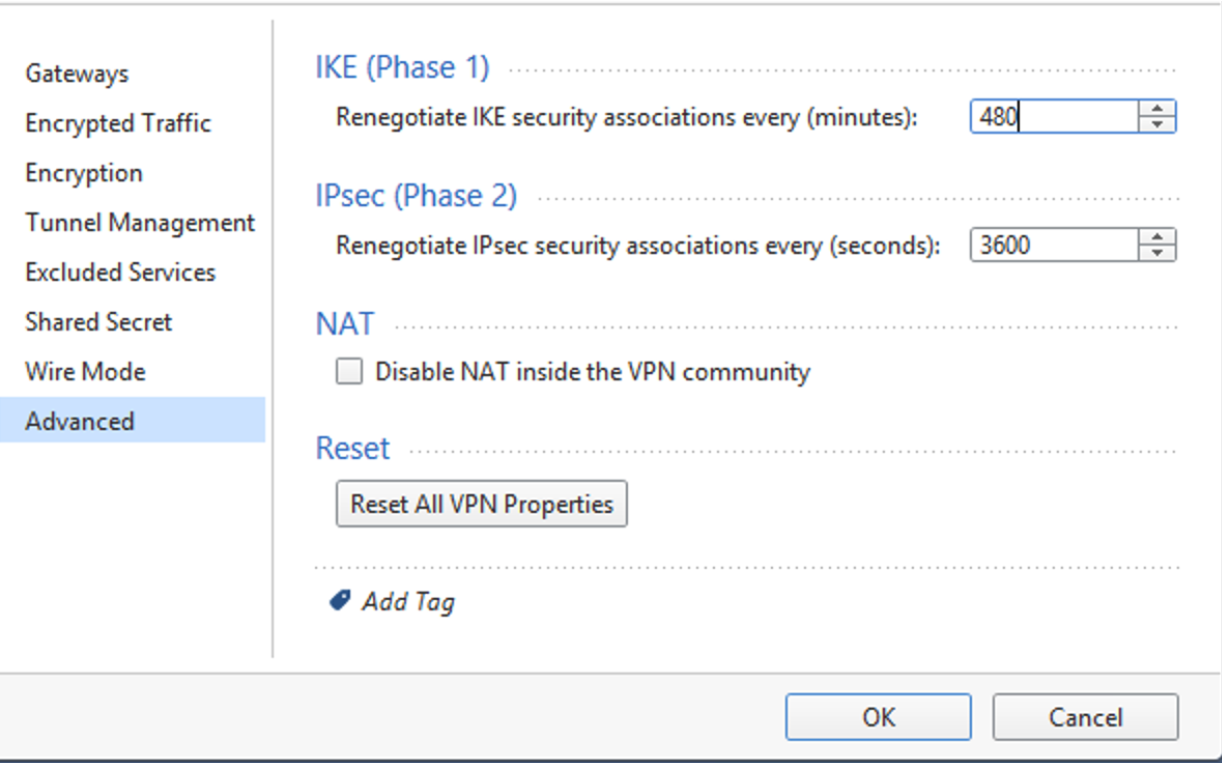 Gateways
Encrypted Traffic
Encryption
Tunnel Management
Excluded Services
Shared Secret
Wire Mode
Advanced
IKE (Phase 1)
Renegotiate IKE security associations every (minutes): 480
IPsec (Phase 2)
Renegotiate IPsec security associations every (seconds): 3600
NAT
Disable NAT inside the VPN community
Reset
Reset All VPN Properties
Add Tag
OK Cancel